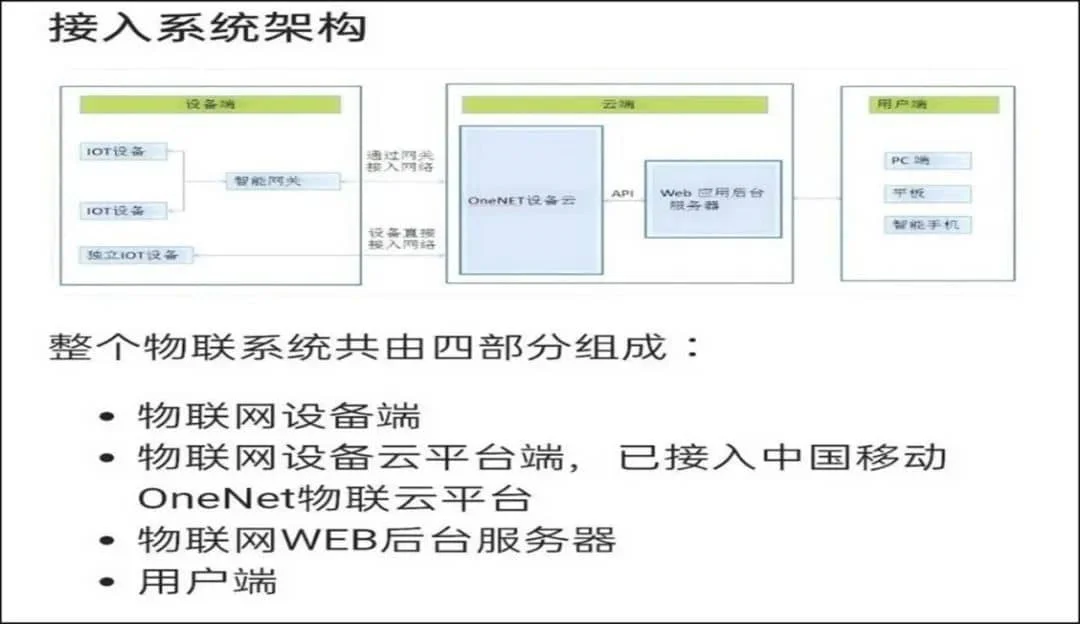 接入系统架构
设备端
云端
用户端
IOT设备
智能网关
IOT设备
独立IOT设备
通过网关
接入网络
设备直接
接入网络
OneNET设备云
API
Web 应用后台
服务器
PC 端
平板
智能手机
整个物联系统共由四部分组成：
• 物联网设备端
• 物联网设备云平台端，已接入中国移动
OneNet物联云平台
• 物联网WEB后台服务器
• 用户端